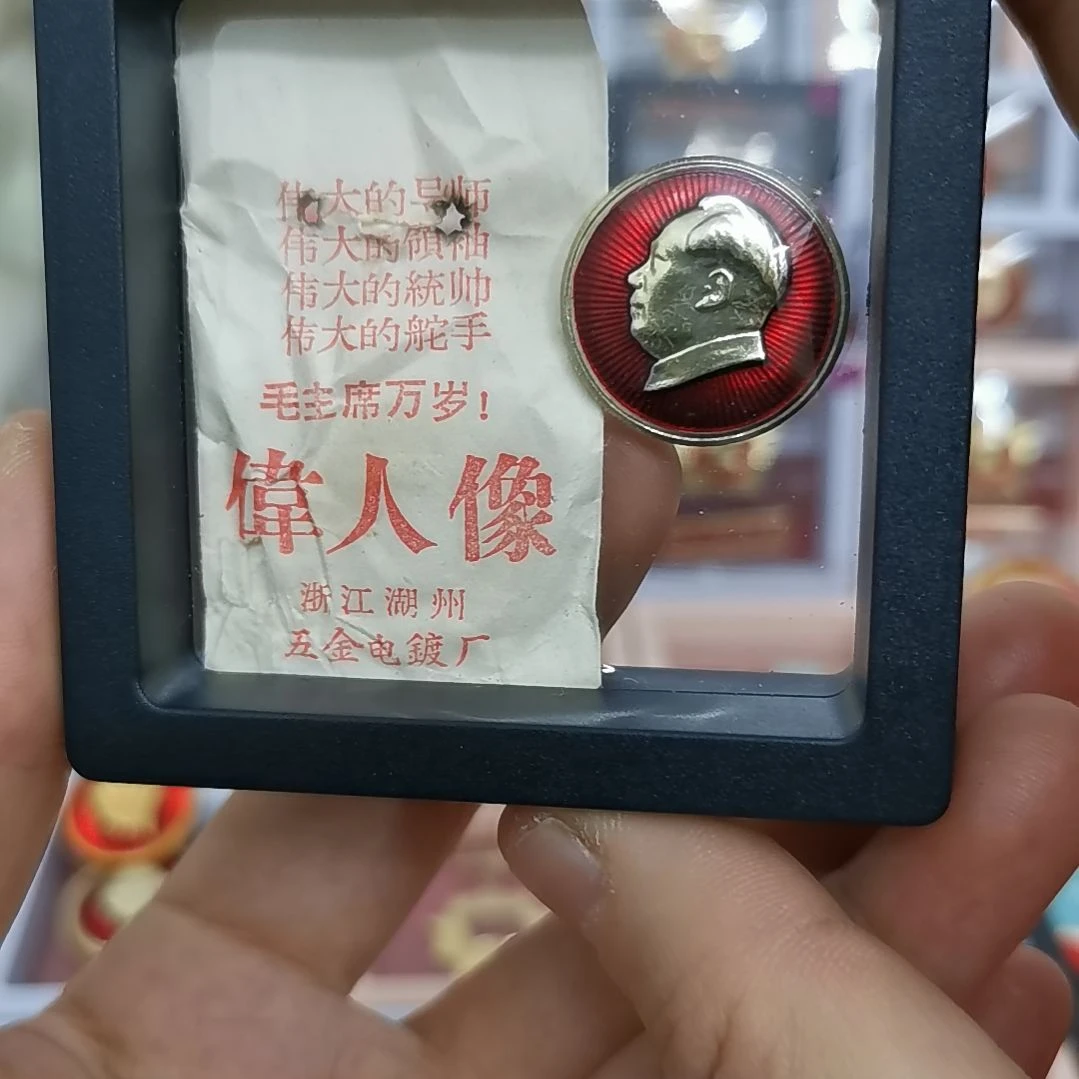 伟大的导师
伟大的領袖
伟大的統帅
伟大的舵手
毛主席万岁！
偉人像
浙江湖州
五金电鍍厂